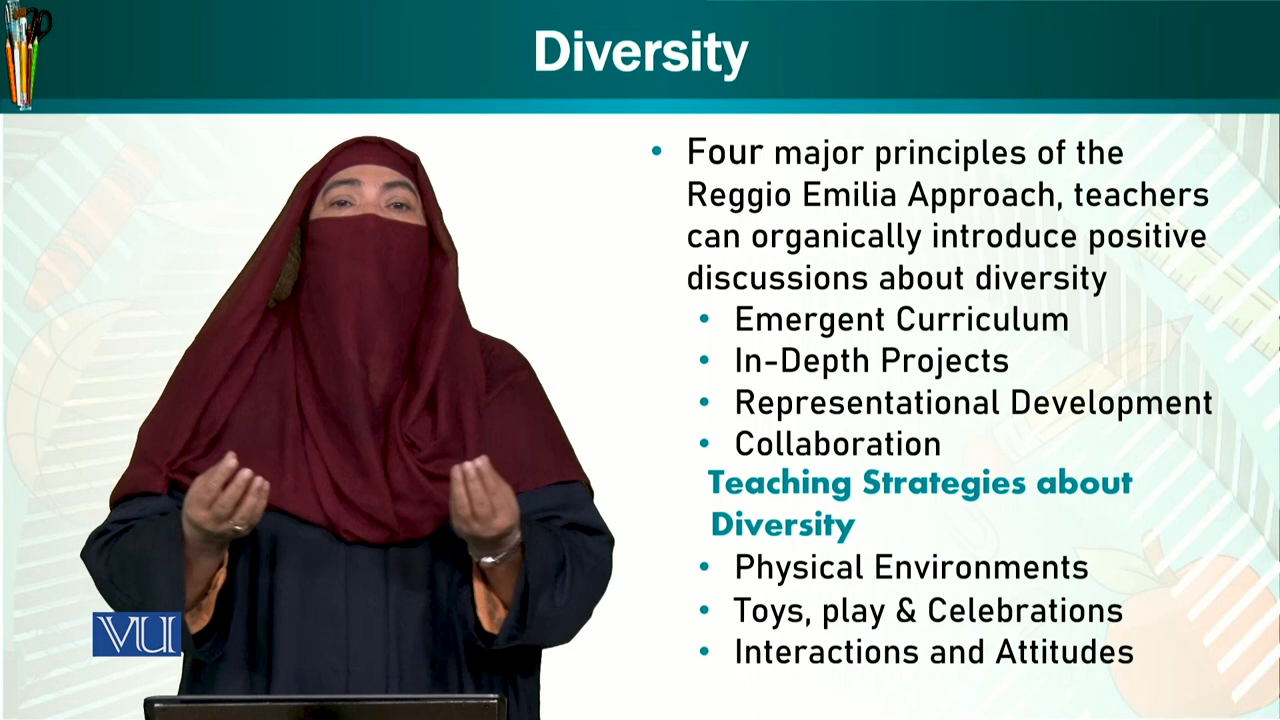 Diversity
Four major principles of the
Reggio Emilia Approach, teachers
can organically introduce positive
discussions about diversity
Emergent Curriculum
In-Depth Projects
Representational Development
Collaboration
Teaching Strategies about
Diversity
Physical Environments
Toys, play & Celebrations
Interactions and Attitudes
VU